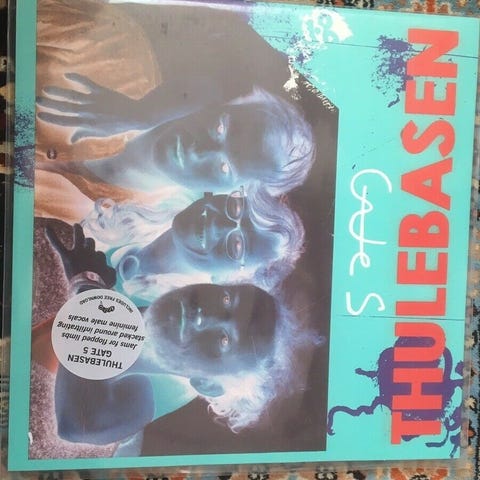 THULEBASEN
Gate 5
THULEBASEN
GATE 5
Jams for flopped limbs
stacked around infiltrating
feminine male vocals
INCLUDES FREE DOWNLOAD